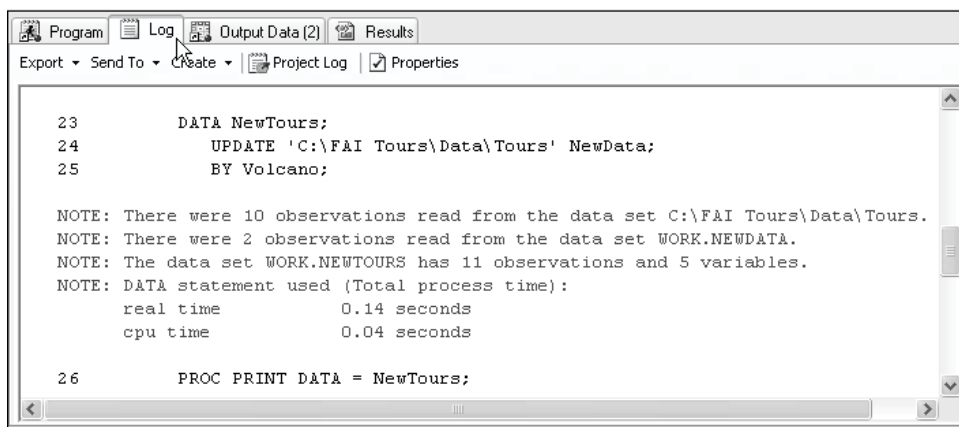 Program Log Output Data (2) Results
Export Send To Create Project Log Properties
23 DATA NewTours;
24 UPDATE 'C:\FAI Tours\Data\Tours' NewData;
25 BY Volcano;
NOTE: There were 10 observations read from the data set C:\FAI Tours\Data\Tours.
NOTE: There were 2 observations read from the data set WORK.NEWDATA.
NOTE: The data set WORK.NEWTOURS has 11 observations and 5 variables.
NOTE: DATA statement used (Total process time):
real time 0.14 seconds
cpu time 0.04 seconds
26 PROC PRINT DATA = NewTours;